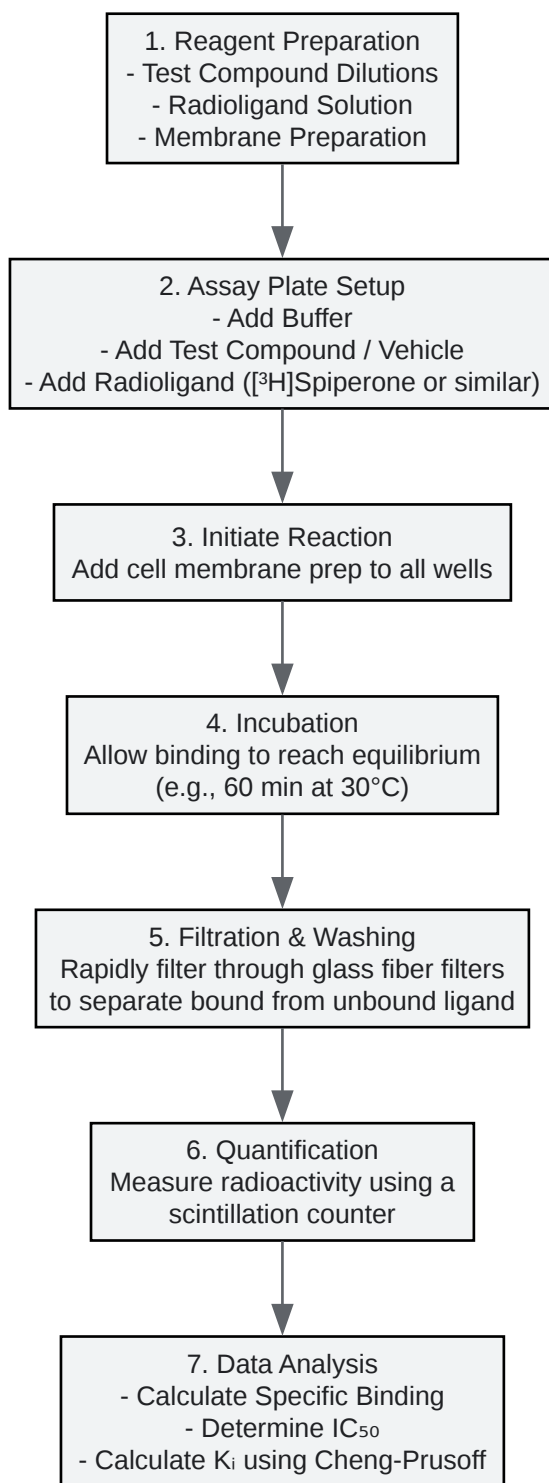 1. Reagent Preparation
- Test Compound Dilutions
- Radioligand Solution
- Membrane Preparation
2. Assay Plate Setup
- Add Buffer
- Add Test Compound / Vehicle
- Add Radioligand ([³H]Spiperone or similar)
3. Initiate Reaction
Add cell membrane prep to all wells
4. Incubation
Allow binding to reach equilibrium
(e.g., 60 min at 30°C)
5. Filtration & Washing
Rapidly filter through glass fiber filters
to separate bound from unbound ligand
6. Quantification
Measure radioactivity using a
scintillation counter
7. Data Analysis
- Calculate Specific Binding
- Determine IC₅₀
- Calculate Kᵢ using Cheng-Prusoff